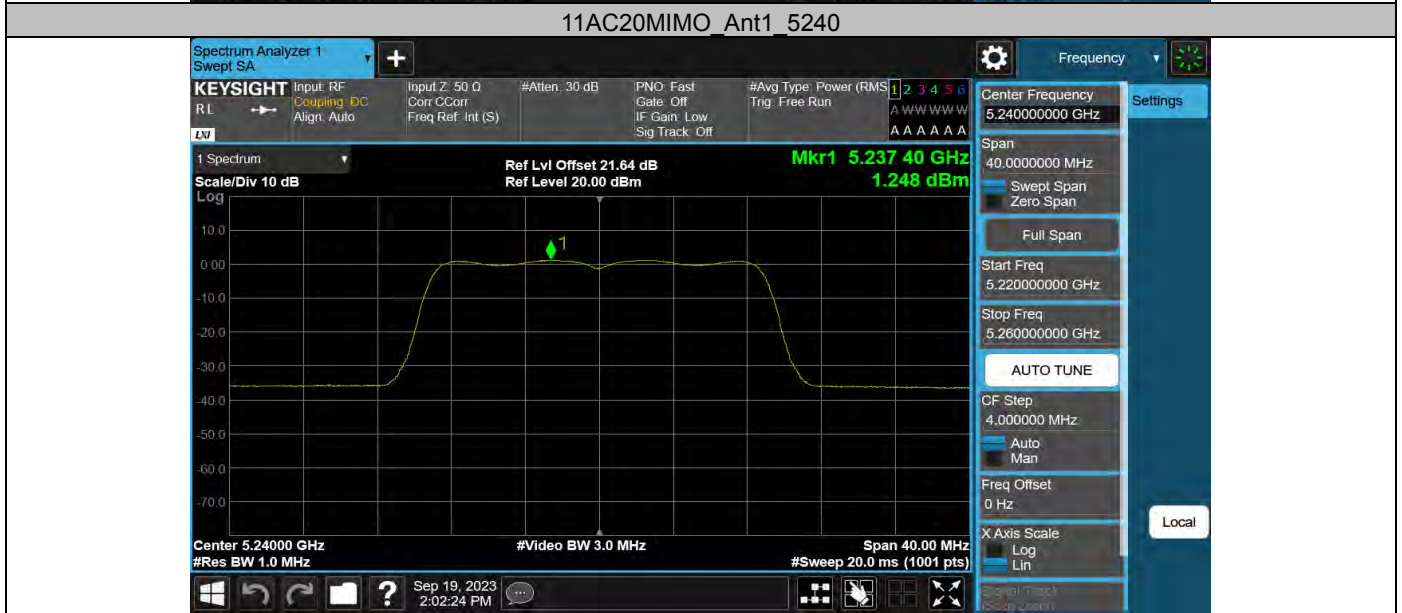 11AC20MIMO_Ant1_5240
Spectrum Analyzer 1
Swept SA
+
Frequency
KEYSIGHT
RL
LXI
Input: RF
Coupling: DC
Align: Auto
Input Z: 50 Ω
Corr CCorr
Freq Ref: Int (S)
#Atten: 30 dB
PNO: Fast
Gate: Off
IF Gain: Low
Sig Track: Off
#Avg Type: Power (RMS
Trig: Free Run
1 2 3 4 5 6
A W W W W W
A A A A A A
1 Spectrum
Scale/Div 10 dB
Log
Ref Lvl Offset 21.64 dB
Ref Level 20.00 dBm
Mkr1 5.237 40 GHz
1.248 dBm
1
10.0
0.00
-10.0
-20.0
-30.0
-40.0
-50.0
-60.0
-70.0
Center 5.24000 GHz
#Res BW 1.0 MHz
#Video BW 3.0 MHz
Span 40.00 MHz
#Sweep 20.0 ms (1001 pts)
?
Sep 19, 2023
2:02:24 PM
Center Frequency
5.240000000 GHz
Span
40.0000000 MHz
Swept Span
Zero Span
Full Span
Start Freq
5.220000000 GHz
Stop Freq
5.260000000 GHz
AUTO TUNE
CF Step
4.000000 MHz
Auto
Man
Freq Offset
0 Hz
X Axis Scale
Log
Lin
Signal Track
(Span Zoom)
Settings
Local